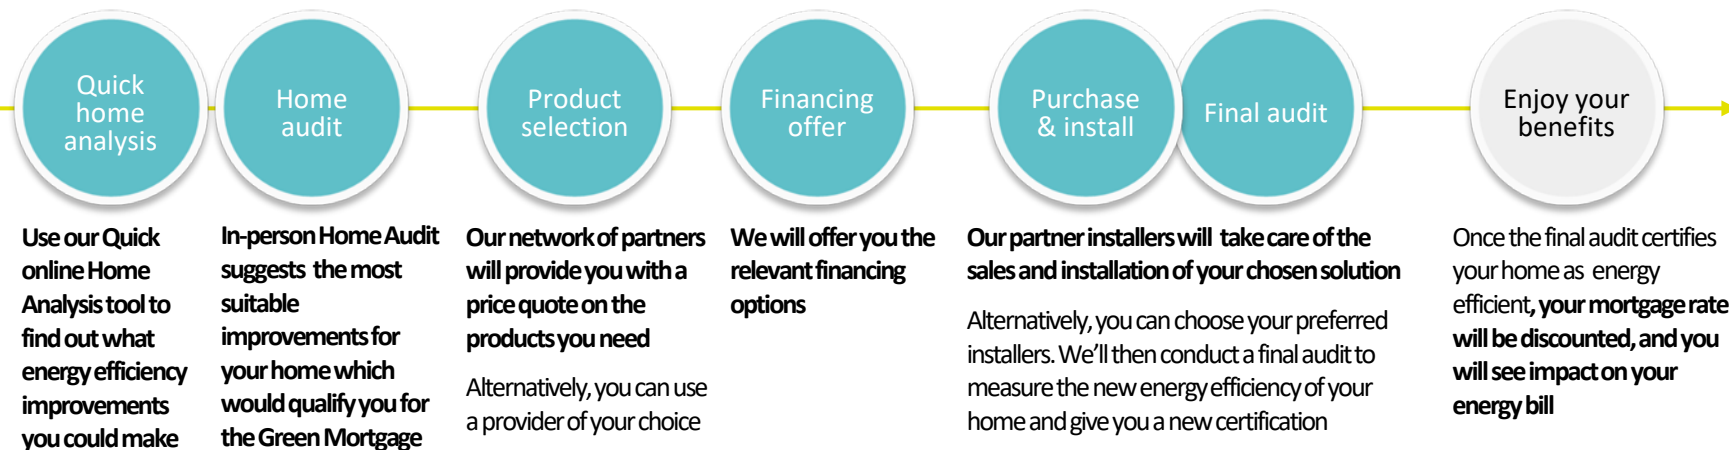 Quick
home
analysis
Home
audit
Product
selection
Financing
offer
Purchase
& install
Final audit
Enjoy your
benefits
Use our Quick
online Home
Analysis tool to
find out what
energy efficiency
improvements
you could make
In-person Home Audit
suggests the most
suitable
improvements for
your home which
would qualify you for
the Green Mortgage
Our network of partners
will provide you with a
price quote on the
products you need
Alternatively, you can use
a provider of your choice
We will offer you the
relevant financing
options
Our partner installers will take care of the
sales and installation of your chosen solution
Alternatively, you can choose your preferred
installers. We'll then conduct a final audit to
measure the new energy efficiency of your
home and give you a new certification
Once the final audit certifies
your home as energy
efficient, your mortgage rate
will be discounted, and you
will see impact on your
energy bill